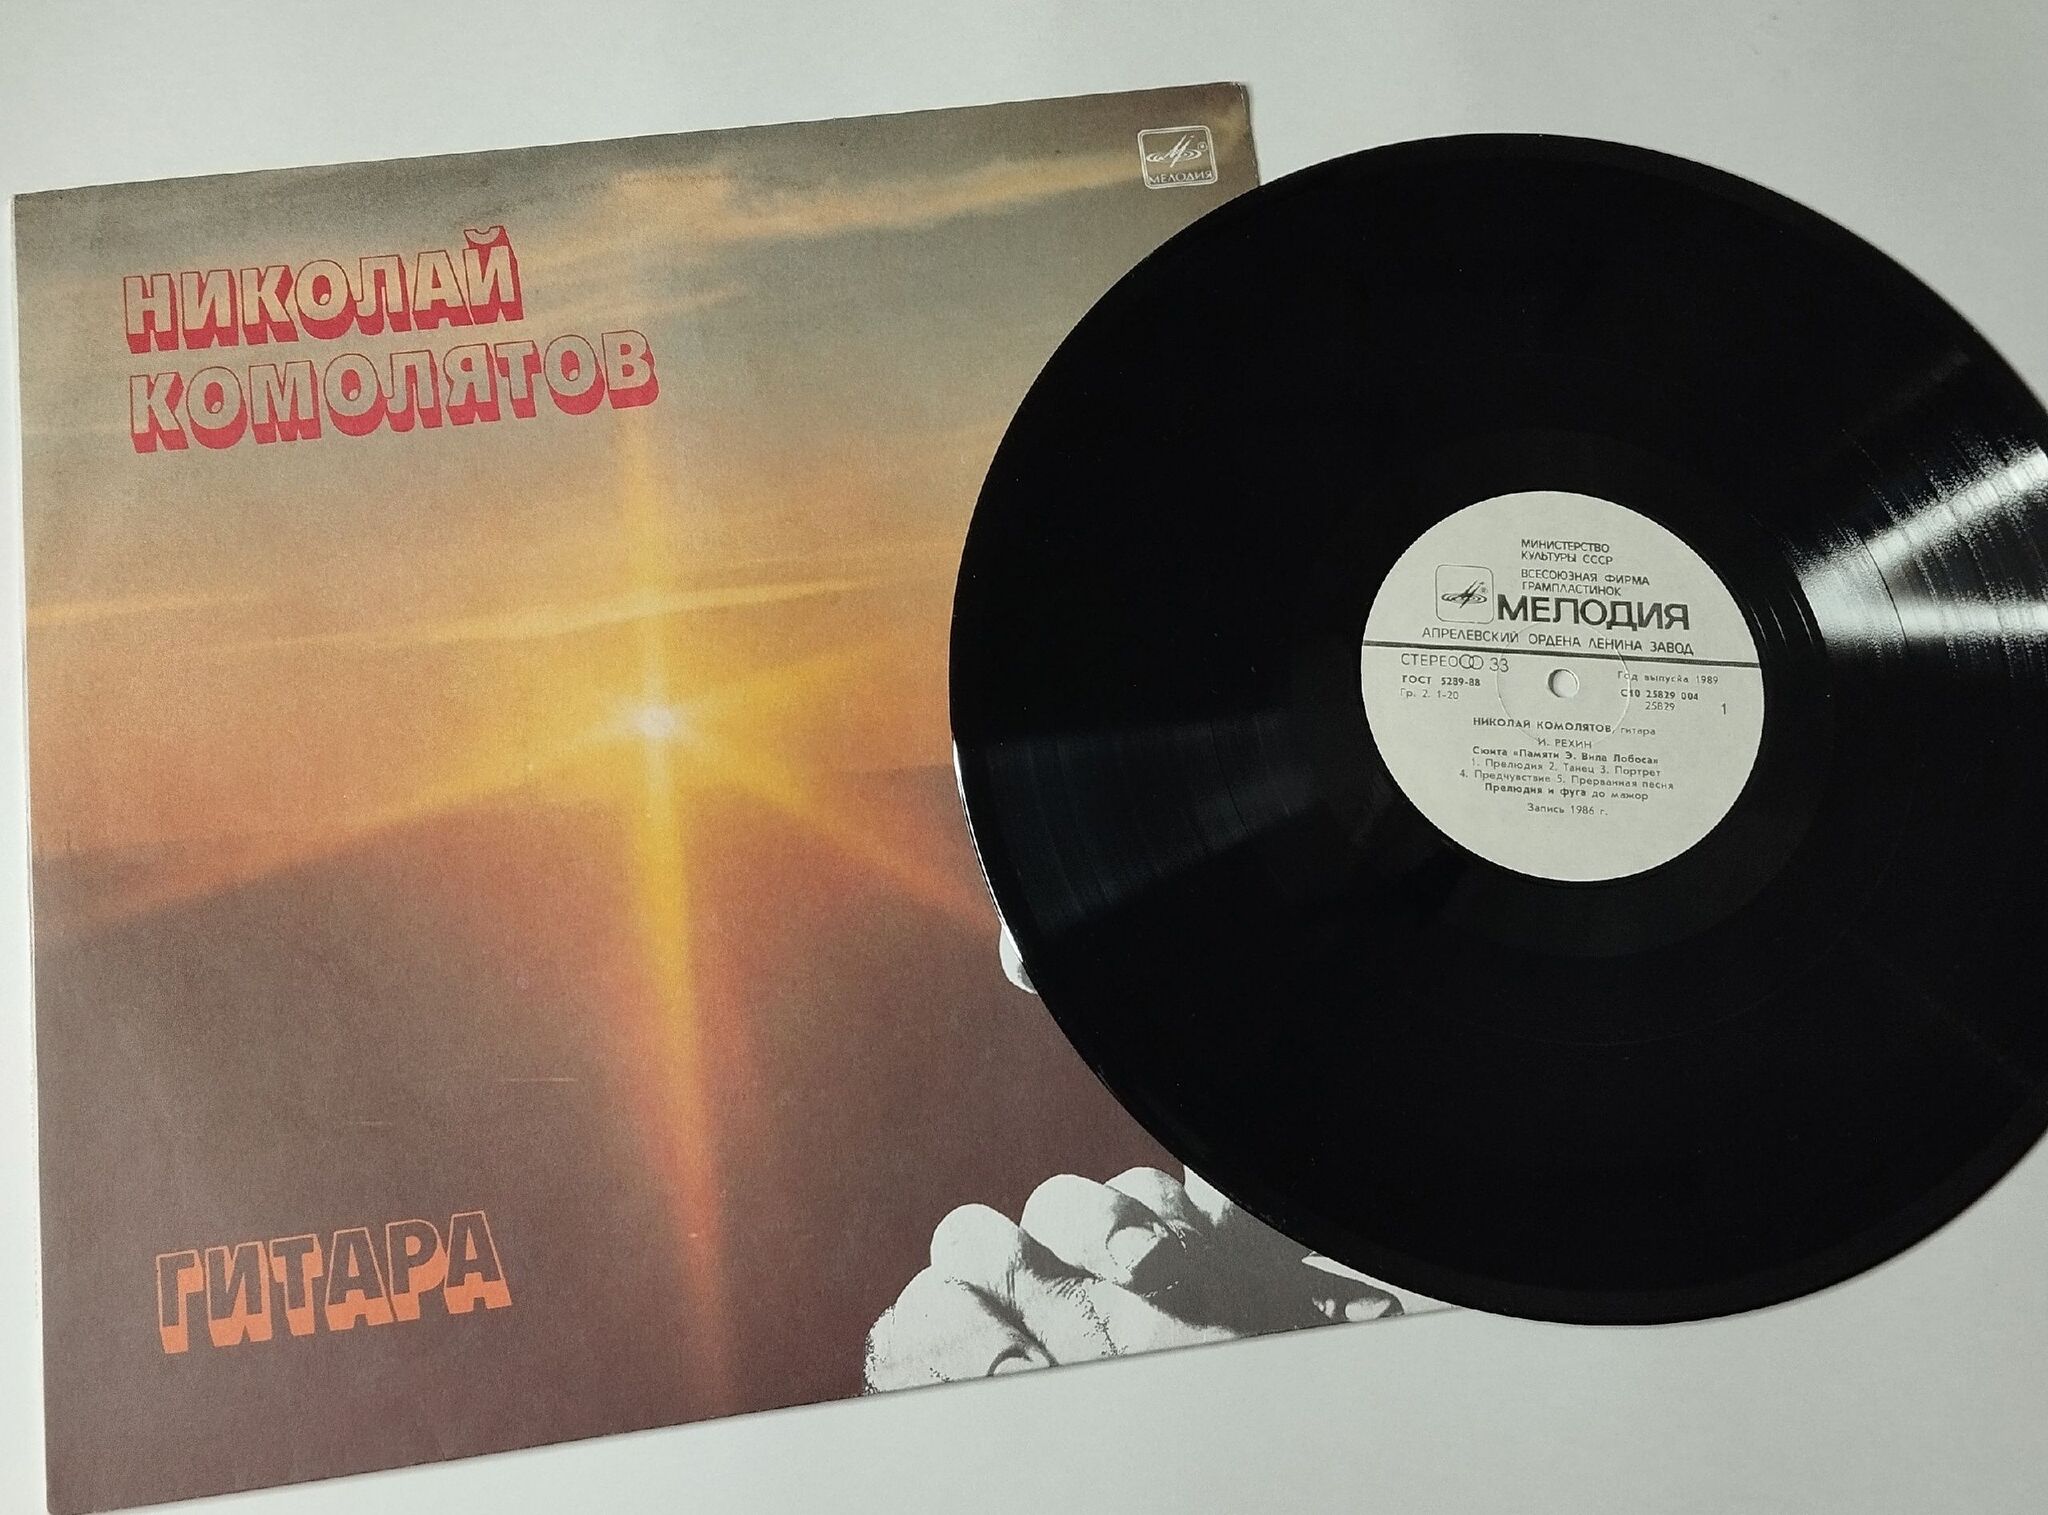 НИКОЛАЙ
КОМОЛЯТОВ
МЕЛОДИЯ
ГИТАРА
МИНИСТЕРСТВО
КУЛЬТУРЫ СССР
ВСЕСОЮЗНАЯ ФИРМА
ГРАМПЛАСТИНОК
МЕЛОДИЯ
АПРЕЛЕВСКИЙ ОРДЕНА ЛЕНИНА ЗАВОД
СТЕРЕО 33
ГОСТ 5289-88
Гр. 2. 1-20
Год выпуска 1989
С10 25829 004
25829
1
НИКОЛАЙ КОМОЛЯТОВ, гитара
И. РЕХИН
Сюита «Памяти Э. Вила Лобоса»
1. Прелюдия 2. Танец 3. Портрет
4. Предчувствие 5. Прерванная песня
Прелюдия и фуга до мажор
Запись 1986 г.